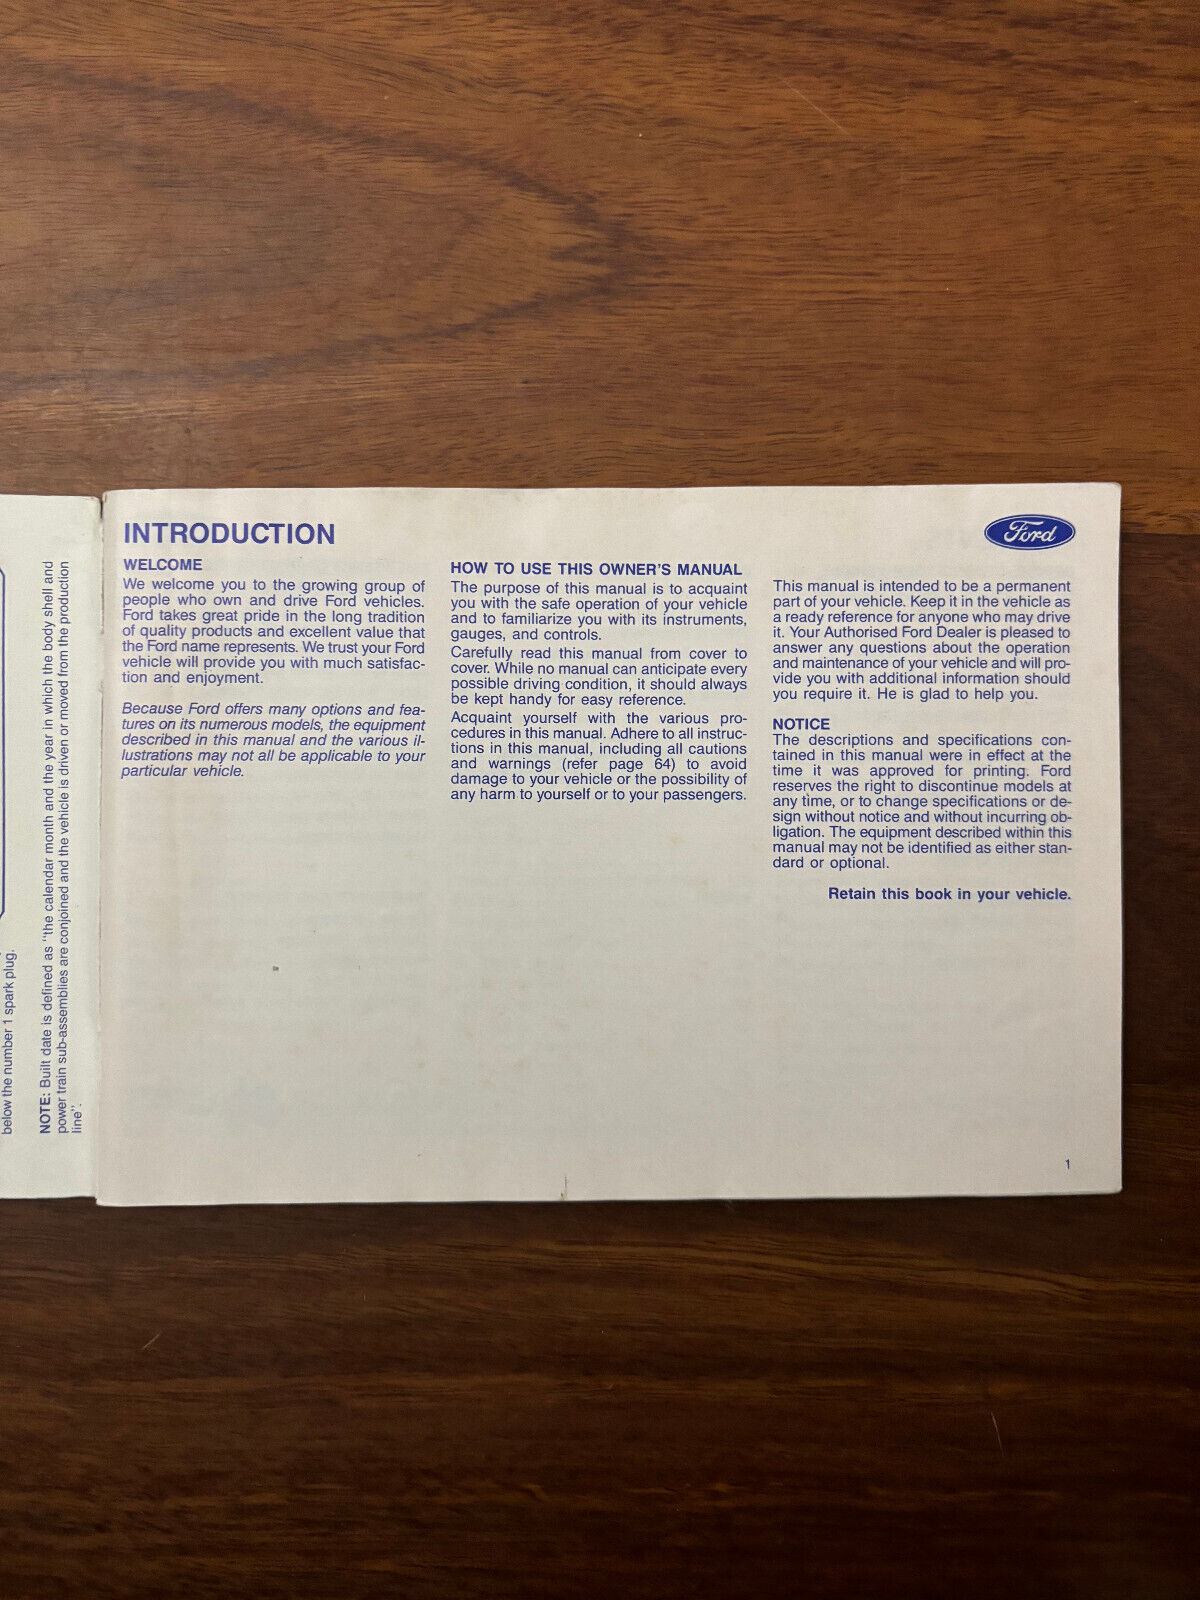 below the number 1 spark plug.
NOTE: Built date is defined as "the calendar month and the year in which the body shell and
power train sub-assemblies are conjoined and the vehicle is driven or moved from the production
line".
INTRODUCTION
Ford
WELCOME
We welcome you to the growing group of
people who own and drive Ford vehicles.
Ford takes great pride in the long tradition
of quality products and excellent value that
the Ford name represents. We trust your Ford
vehicle will provide you with much satisfac-
tion and enjoyment.
Because Ford offers many options and fea-
tures on its numerous models, the equipment
described in this manual and the various il-
lustrations may not all be applicable to your
particular vehicle.
HOW TO USE THIS OWNER'S MANUAL
The purpose of this manual is to acquaint
you with the safe operation of your vehicle
and to familiarize you with its instruments,
gauges, and controls.
Carefully read this manual from cover to
cover. While no manual can anticipate every
possible driving condition, it should always
be kept handy for easy reference.
Acquaint yourself with the various pro-
cedures in this manual. Adhere to all instruc-
tions in this manual, including all cautions
and warnings (refer page 64) to avoid
damage to your vehicle or the possibility of
any harm to yourself or to your passengers.
This manual is intended to be a permanent
part of your vehicle. Keep it in the vehicle as
a ready reference for anyone who may drive
it. Your Authorised Ford Dealer is pleased to
answer any questions about the operation
and maintenance of your vehicle and will pro-
vide you with additional information should
you require it. He is glad to help you.
NOTICE
The descriptions and specifications con-
tained in this manual were in effect at the
time it was approved for printing. Ford
reserves the right to discontinue models at
any time, or to change specifications or de-
sign without notice and without incurring ob-
ligation. The equipment described within this
manual may not be identified as either stan-
dard or optional.
Retain this book in your vehicle.
1